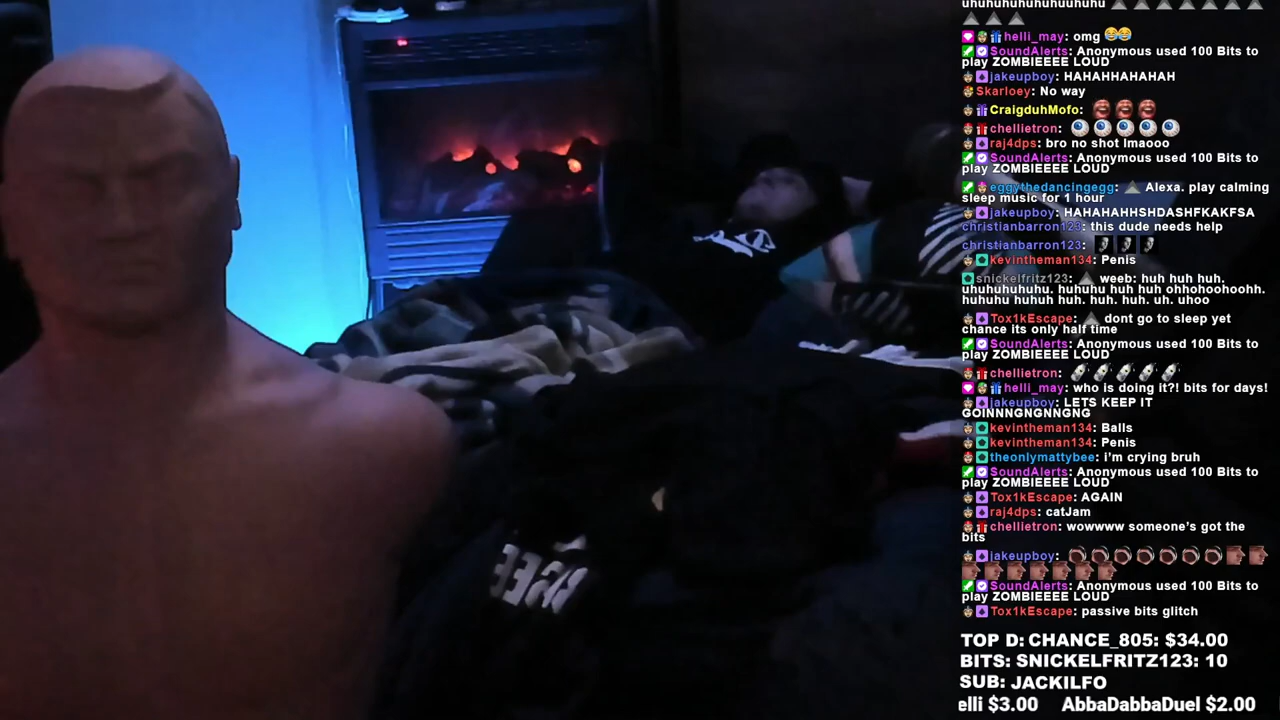 uhuhuhuhuhuhuuhuhu
helli_may: omg
SoundAlerts: Anonymous used 100 Bits to
play ZOMBIEEEE LOUD
jakeupboy: HAHAHHAHAHAH
Skarloey: No way
CraigduhMofo:
chellietron:
raj4dps: bro no shot lmaooo
SoundAlerts: Anonymous used 100 Bits to
play ZOMBIEEEE LOUD
eggythedancingegg: Alexa. play calming
sleep music for 1 hour
jakeupboy: HAHAHAHHSHDASHFKAKFSA
christianbarron123: this dude needs help
christianbarron123:
kevintheman134: Penis
snickelfritz123: weeb: huh huh huh.
uhuhuhuhuhu. huhuhu huh huh ohhohoohoohh.
huhuhu huhuh huh. huh. huh. uh. uhoo
Tox1kEscape: dont go to sleep yet
chance its only half time
SoundAlerts: Anonymous used 100 Bits to
play ZOMBIEEEE LOUD
chellietron:
helli_may: who is doing it?! bits for days!
jakeupboy: LETS KEEP IT
GOINNNGNGNNGNG
kevintheman134: Balls
kevintheman134: Penis
theonlymattybee: i'm crying bruh
SoundAlerts: Anonymous used 100 Bits to
play ZOMBIEEEE LOUD
Tox1kEscape: AGAIN
raj4dps: catJam
chellietron: wowwww someone's got the
bits
jakeupboy:
SoundAlerts: Anonymous used 100 Bits to
play ZOMBIEEEE LOUD
Tox1kEscape: passive bits glitch
TOP D: CHANCE_805: $34.00
BITS: SNICKELFRITZ123: 10
SUB: JACKILFO
elli $3.00 AbbaDabbaDuel $2.00